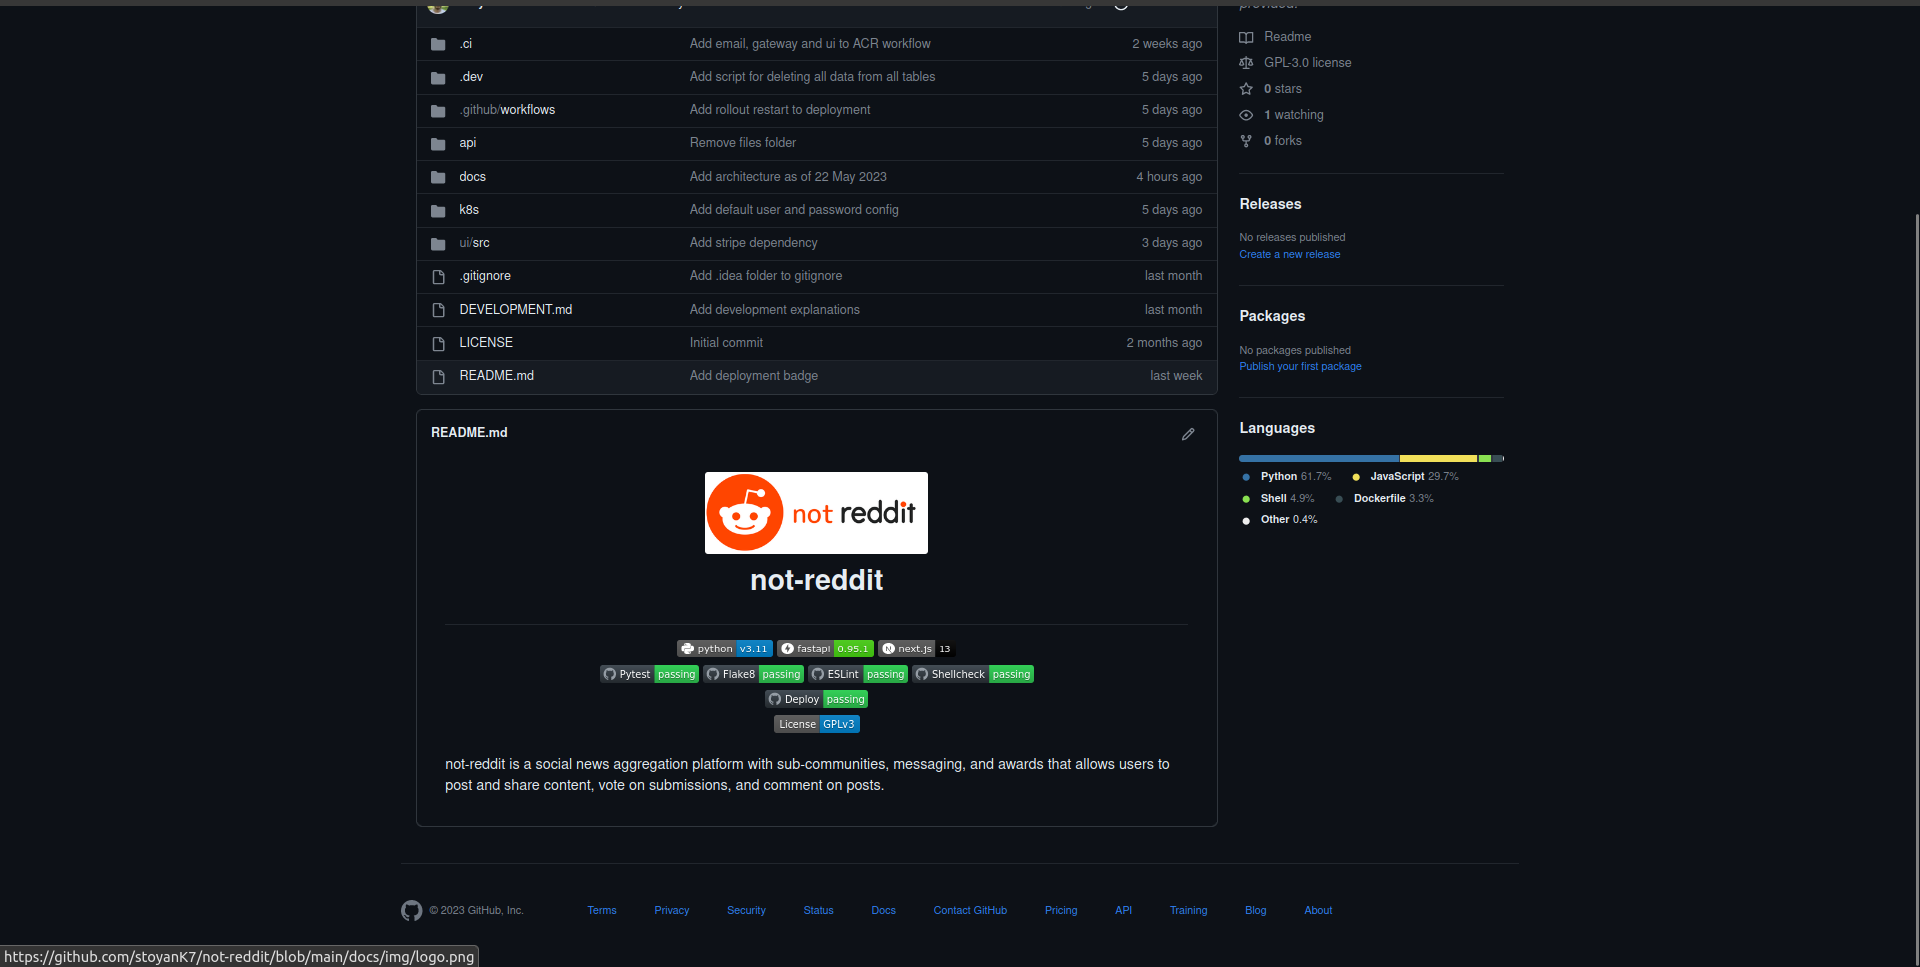 .ci Add email, gateway and ui to ACR workflow 2 weeks ago
.dev Add script for deleting all data from all tables 5 days ago
.github/workflows Add rollout restart to deployment 5 days ago
api Remove files folder 5 days ago
docs Add architecture as of 22 May 2023 4 hours ago
k8s Add default user and password config 5 days ago
ui/src Add stripe dependency 3 days ago
.gitignore Add .idea folder to gitignore last month
DEVELOPMENT.md Add development explanations last month
LICENSE Initial commit 2 months ago
README.md Add deployment badge last week
README.md
not reddit
not-reddit
python v3.11 fastapi 0.95.1 next.js 13
Pytest passing Flake8 passing ESLint passing Shellcheck passing
Deploy passing
License GPLv3
not-reddit is a social news aggregation platform with sub-communities, messaging, and awards that allows users to
post and share content, vote on submissions, and comment on posts.
provided.
Readme
GPL-3.0 license
0 stars
1 watching
0 forks
Releases
No releases published
Create a new release
Packages
No packages published
Publish your first package
Languages
Python 61.7% JavaScript 29.7%
Shell 4.9% Dockerfile 3.3%
Other 0.4%
© 2023 GitHub, Inc. Terms Privacy Security Status Docs Contact GitHub Pricing API Training Blog About
https://github.com/stoyanK7/not-reddit/blob/main/docs/img/logo.png